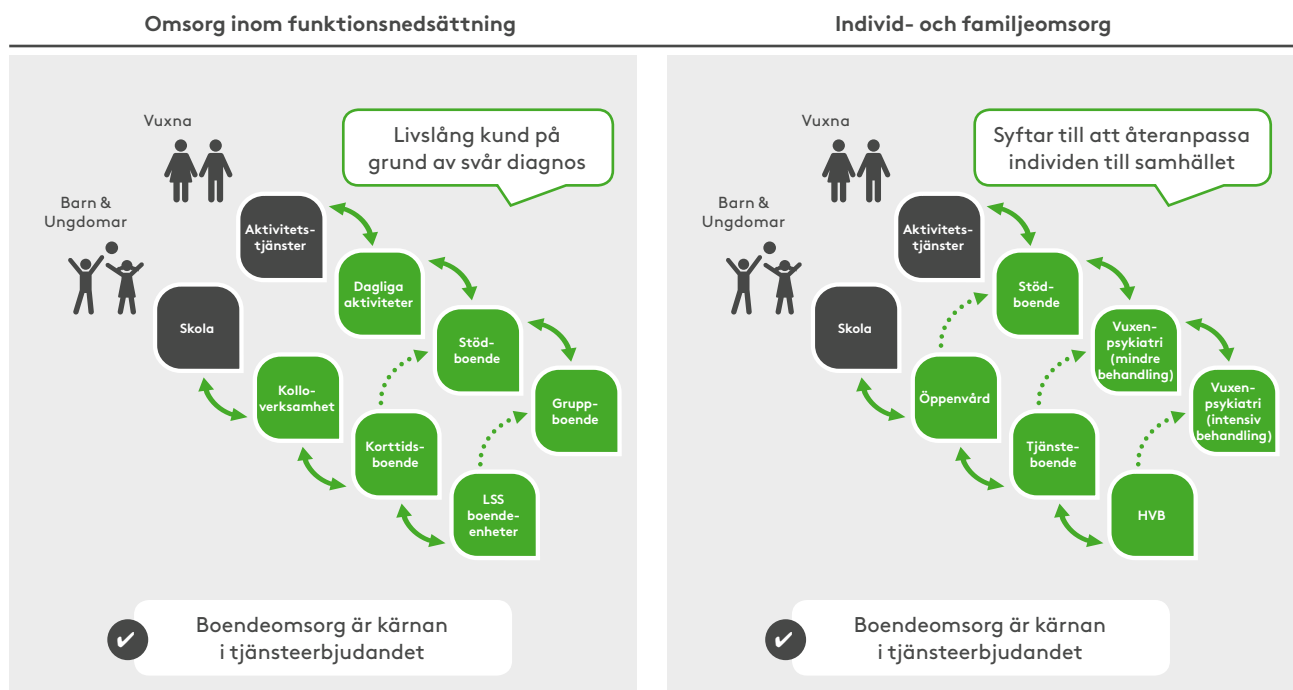 Omsorg inom funktionsnedsättning
Vuxna
Livslång kund på
grund av svår diagnos
Barn &
Ungdomar
Aktivitets-
tjänster
Dagliga
aktiviteter
Skola
Stöd-
boende
Kollo-
verksamhet
Grupp-
boende
Korttids-
boende
LSS
boende-
enheter
✔
Boendeomsorg är kärnan
i tjänsteerbjudandet
Individ- och familjeomsorg
Vuxna
Syftar till att återanpassa
individen till samhället
Barn &
Ungdomar
Aktivitets-
tjänster
Stöd-
boende
Skola
Vuxen-
psykiatri
(mindre
behandling)
Öppenvård
Vuxen-
psykiatri
(intensiv
behandling)
Tjänste-
boende
HVB
✔
Boendeomsorg är kärnan
i tjänsteerbjudandet